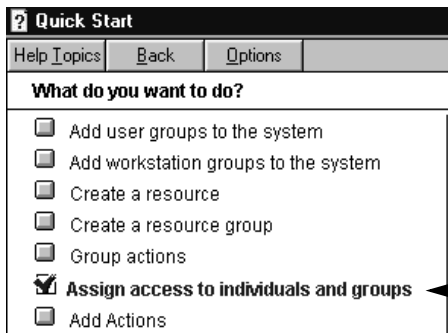 ? Quick Start
Help Topics Back Options
What do you want to do?
Add user groups to the system
Add workstation groups to the system
Create a resource
Create a resource group
Group actions
Assign access to individuals and groups
Add Actions